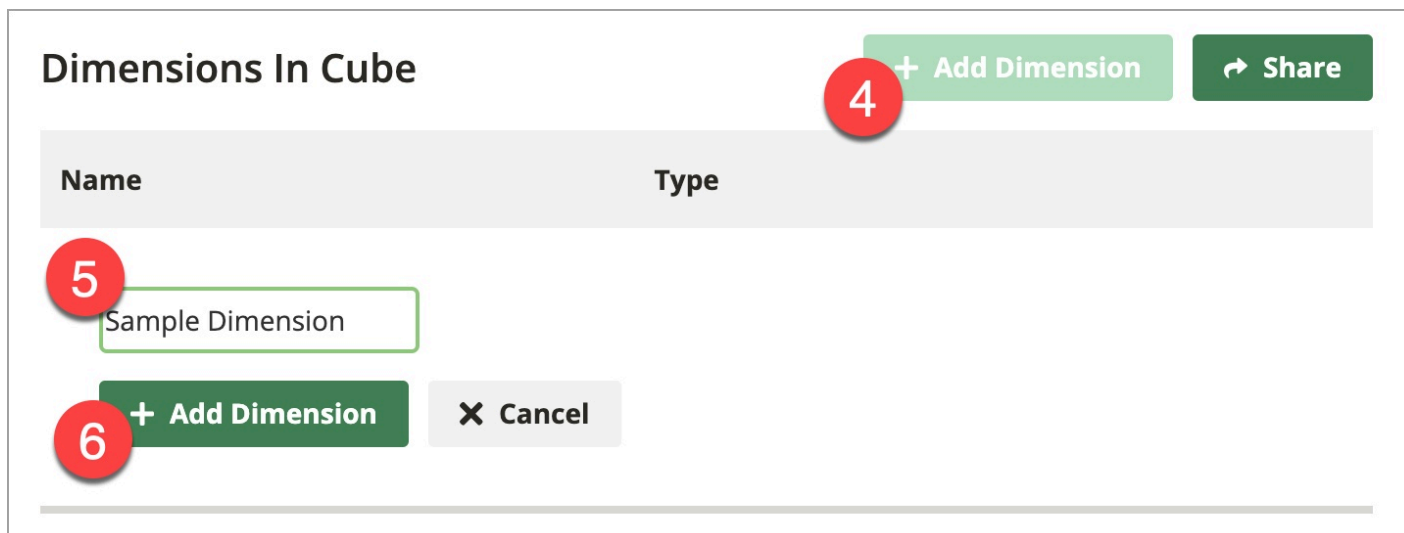 Dimensions In Cube
+ Add Dimension
Share
4
Name
Type
5
Sample Dimension
+ Add Dimension
Cancel
6